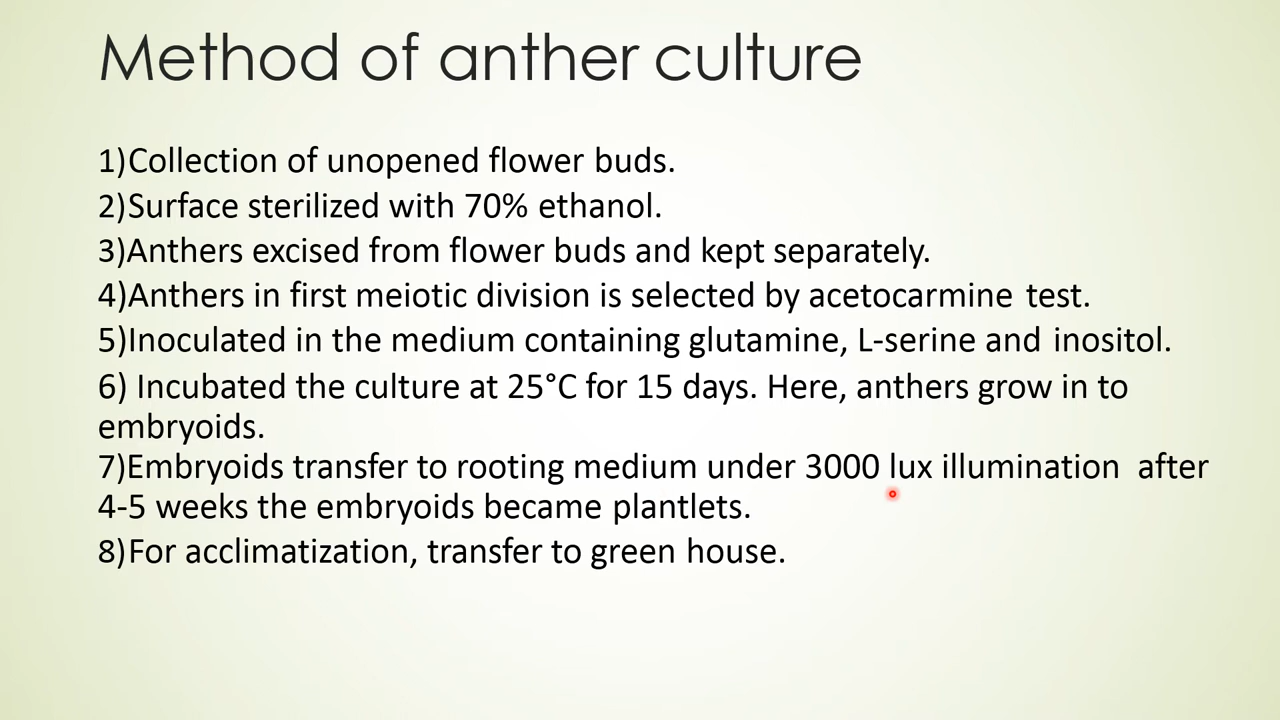 Method of anther culture
1)Collection of unopened flower buds.
2)Surface sterilized with 70% ethanol.
3)Anthers excised from flower buds and kept separately.
4)Anthers in first meiotic division is selected by acetocarmine test.
5)Inoculated in the medium containing glutamine, L-serine and inositol.
6) Incubated the culture at 25°C for 15 days. Here, anthers grow in to
embryoids.
7)Embryoids transfer to rooting medium under 3000 lux illumination after
4-5 weeks the embryoids became plantlets.
8)For acclimatization, transfer to green house.